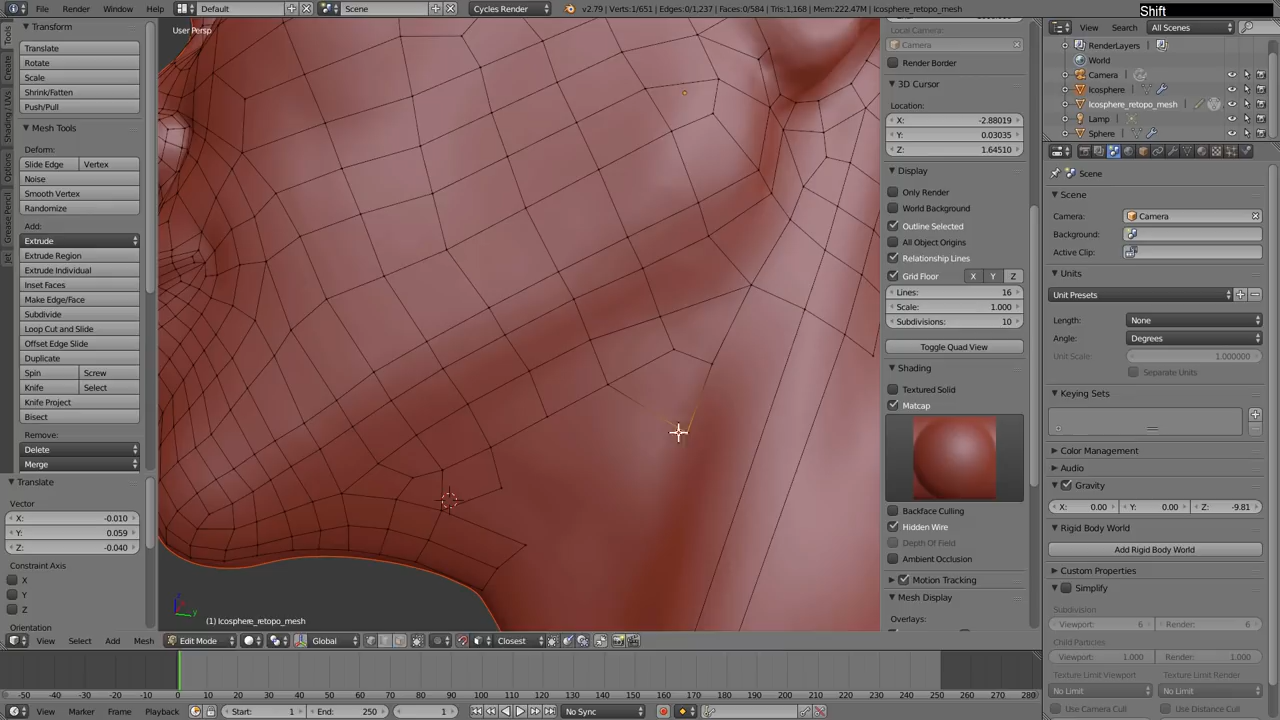 Shift
File Render Window Help Default Scene Cycles Render v2.79 | Verts:1/651 | Edges:0/1,237 | Faces:0/584 | Tris:1,168 | Mem:222.47M | Icosphere_retopo_mesh
User Persp
Tools
Create
Shading / UVs
Options
Grease Pencil
Transform
Translate
Rotate
Scale
Shrink/Fatten
Push/Pull
Mesh Tools
Deform:
Slide Edge Vertex
Noise
Smooth Vertex
Randomize
Add:
Extrude
Extrude Region
Extrude Individual
Inset Faces
Make Edge/Face
Subdivide
Loop Cut and Slide
Offset Edge Slide
Duplicate
Spin Screw
Knife Select
Knife Project
Bisect
Remove:
Delete
Merge
Translate
Vector
X: -0.010
Y: 0.059
Z: -0.040
Constraint Axis
X
Y
Z
Orientation
(1) Icosphere_retopo_mesh
View Select Add Mesh Edit Mode Global Closest
Local Camera:
Camera
Render Border
3D Cursor
Location:
X: -2.88019
Y: 0.03035
Z: 1.64510
Display
Only Render
World Background
Outline Selected
All Object Origins
Relationship Lines
Grid Floor X Y Z
Lines: 16
Scale: 1.000
Subdivisions: 10
Toggle Quad View
Shading
Textured Solid
Matcap
Backface Culling
Hidden Wire
Depth Of Field
Ambient Occlusion
Motion Tracking
Mesh Display
Overlays:
View Search All Scenes
RenderLayers
World
Camera
Icosphere
Icosphere_retopo_mesh
Lamp
Sphere
Scene
Scene
Camera: Camera
Background:
Active Clip:
Units
Unit Presets
Length: None
Angle: Degrees
Unit Scale: 1.000000
Separate Units
Keying Sets
Color Management
Audio
Gravity
X: 0.00 Y: 0.00 Z: -9.81
Rigid Body World
Add Rigid Body World
Custom Properties
Simplify
Subdivision Render
Viewport: 6 Render: 6
Child Particles:
Viewport: 1.000 Render: 1.000
Texture Limit Viewport Texture Limit Render
No Limit No Limit
Use Camera Cull Use Distance Cull
-50 -40 -30 -20 -10 0 10 20 30 40 50 60 70 80 90 100 110 120 130 140 150 160 170 180 190 200 210 220 230 240 250 260 270 280
View Marker Frame Playback Start: 1 End: 250 1 No Sync